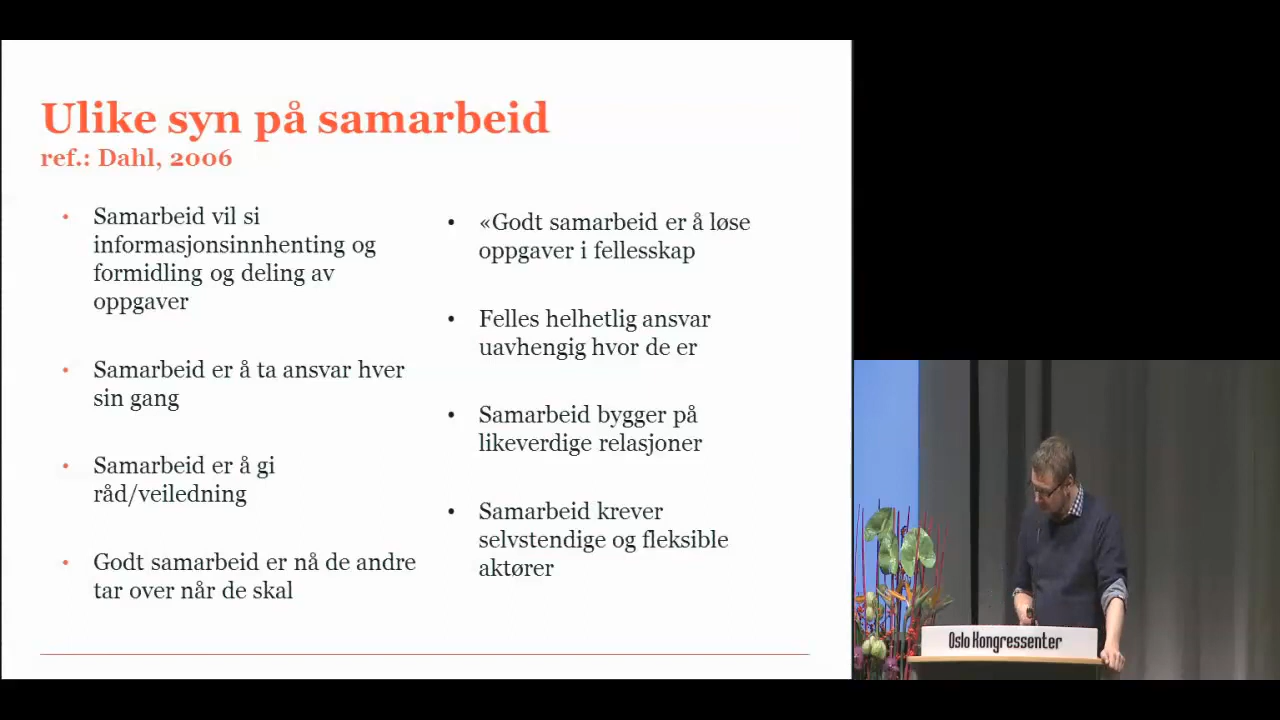 Ulike syn på samarbeid
ref.: Dahl, 2006
Samarbeid vil si
informasjonsinnhenting og
formidling og deling av
oppgaver
Samarbeid er å ta ansvar hver
sin gang
Samarbeid er å gi
råd/veiledning
Godt samarbeid er nå de andre
tar over når de skal
«Godt samarbeid er å løse
oppgaver i fellesskap
Felles helhetlig ansvar
uavhengig hvor de er
Samarbeid bygger på
likeverdige relasjoner
Samarbeid krever
selvstendige og fleksible
aktører
Oslo Kongressenter